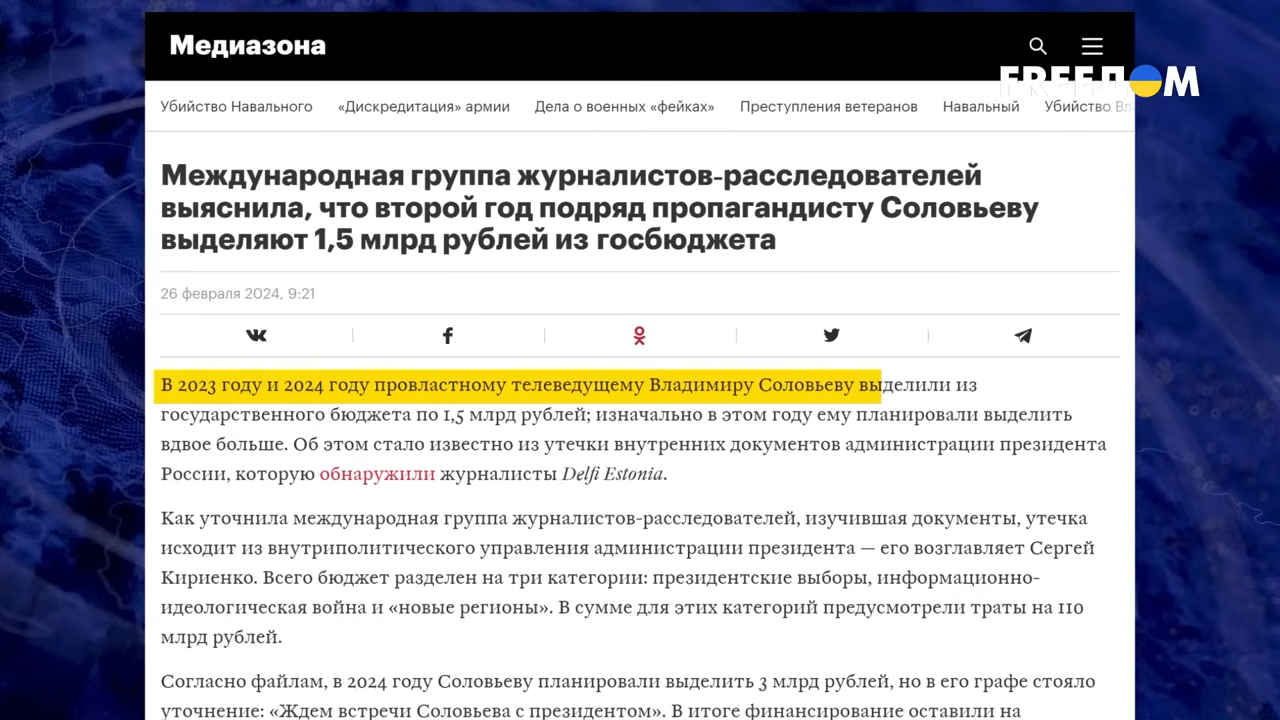 Медиазона
FREEДОМ
Убийство Навального «Дискредитация» армии Дела о военных «фейках» Преступления ветеранов Навальный Убийство
Международная группа журналистов-расследователей
выяснила, что второй год подряд пропагандисту Соловьеву
выделяют 1,5 млрд рублей из госбюджета
26 февраля 2024, 9:21
В 2023 году и 2024 году провластному телеведущему Владимиру Соловьеву выделили из
государственного бюджета по 1,5 млрд рублей; изначально в этом году ему планировали выделить
вдвое больше. Об этом стало известно из утечки внутренних документов администрации президента
России, которую обнаружили журналисты Delfi Estonia.
Как уточнила международная группа журналистов-расследователей, изучившая документы, утечка
исходит из внутриполитического управления администрации президента — его возглавляет Сергей
Кириенко. Всего бюджет разделен на три категории: президентские выборы, информационно-
идеологическая война и «новые регионы». В сумме для этих категорий предусмотрели траты на 110
млрд рублей.
Согласно файлам, в 2024 году Соловьеву планировали выделить 3 млрд рублей, но в его графе стояло
уточнение: «Ждем встречи Соловьева с президентом». В итоге финансирование оставили на